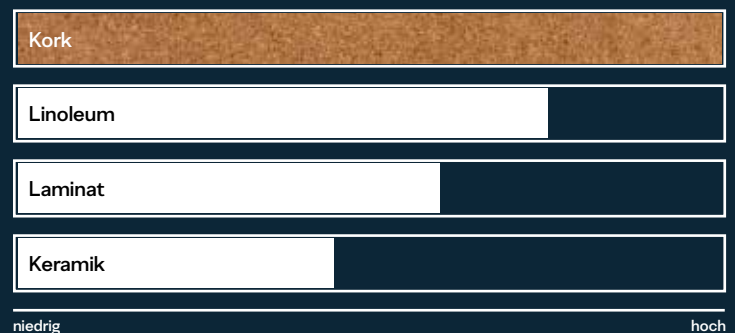 Kork
Linoleum
Laminat
Keramik
niedrig hoch